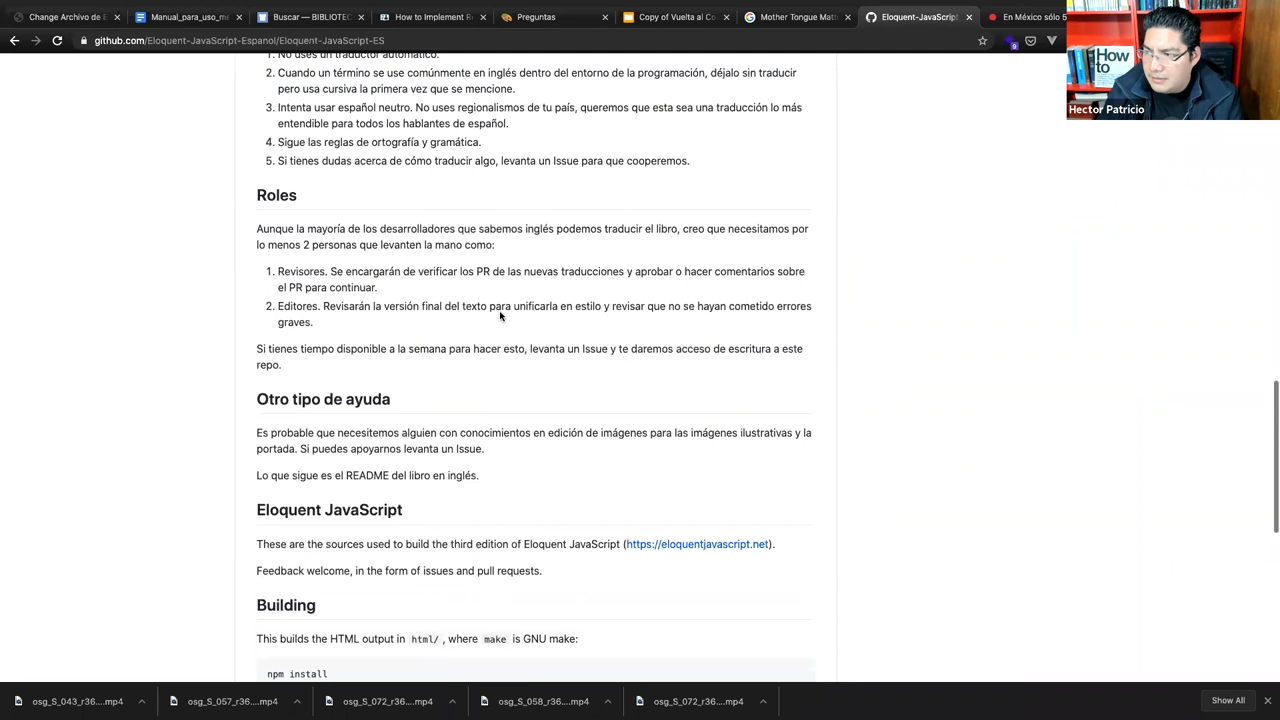 Change Archivo de E
Manual_para_uso_me
Buscar — BIBLIOTEC
How to Implement R
Preguntas
Copy of Vuelta al Co
Mother Tongue Mat
Eloquent-JavaScript
En México sólo 5
github.com/Eloquent-JavaScript-Espanol/Eloquent-JavaScript-ES
9
How
to
Hector Patricio
1. No uses un traductor automático.
2. Cuando un término se use comúnmente en inglés dentro del entorno de la programación, déjalo sin traducir
pero usa cursiva la primera vez que se mencione.
3. Intenta usar español neutro. No uses regionalismos de tu país, queremos que esta sea una traducción lo más
entendible para todos los hablantes de español.
4. Sigue las reglas de ortografía y gramática.
5. Si tienes dudas acerca de cómo traducir algo, levanta un Issue para que cooperemos.
Roles
Aunque la mayoría de los desarrolladores que sabemos inglés podemos traducir el libro, creo que necesitamos por
lo menos 2 personas que levanten la mano como:
1. Revisores. Se encargarán de verificar los PR de las nuevas traducciones y aprobar o hacer comentarios sobre
el PR para continuar.
2. Editores. Revisarán la versión final del texto para unificarla en estilo y revisar que no se hayan cometido errores
graves.
Si tienes tiempo disponible a la semana para hacer esto, levanta un Issue y te daremos acceso de escritura a este
repo.
Otro tipo de ayuda
Es probable que necesitemos alguien con conocimientos en edición de imágenes para las imágenes ilustrativas y la
portada. Si puedes apoyarnos levanta un Issue.
Lo que sigue es el README del libro en inglés.
Eloquent JavaScript
These are the sources used to build the third edition of Eloquent JavaScript (https://eloquentjavascript.net).
Feedback welcome, in the form of issues and pull requests.
Building
This builds the HTML output in html/ , where make is GNU make:
npm install
osg_S_043_r36....mp4
osg_S_057_r36....mp4
osg_S_072_r36....mp4
osg_S_058_r36....mp4
osg_S_072_r36....mp4
Show All